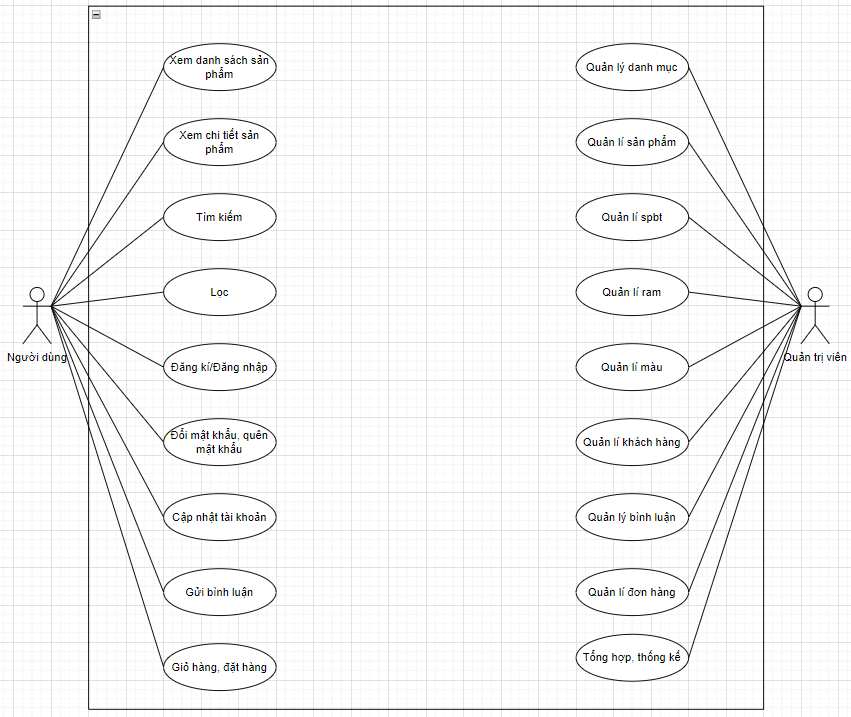 Xem danh sách sản
phẩm
Xem chi tiết sản
phẩm
Tìm kiếm
Lọc
Đăng kí/Đăng nhập
Đổi mật khẩu, quên
mật khẩu
Cập nhật tài khoản
Gửi bình luận
Giỏ hàng, đặt hàng
Người dùng
Quản lý danh mục
Quản lí sản phẩm
Quản lí spbt
Quản lí ram
Quản lí màu
Quản lí khách hàng
Quản lý bình luận
Quản lí đơn hàng
Tổng hợp, thống kế
Quản trị viên